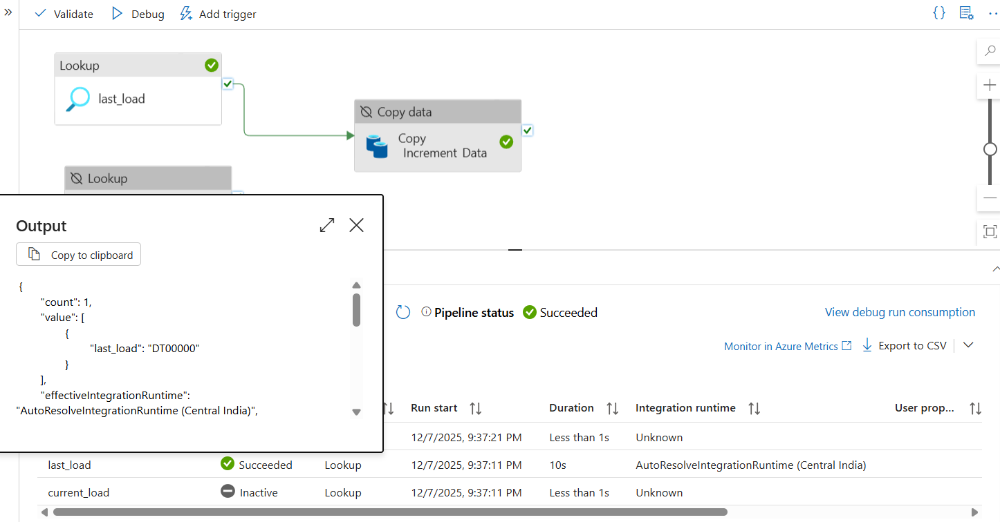 Validate Debug Add trigger {}
Lookup
last_load
Copy data
Copy
Increment Data
Lookup
Output
Copy to clipboard
{
"count": 1,
"value": [
{
"last_load": "DT00000"
}
],
"effectiveIntegrationRuntime":
"AutoResolveIntegrationRuntime (Central India)",
Pipeline status Succeeded View debug run consumption
Monitor in Azure Metrics Export to CSV
Run start Duration Integration runtime User prop...
12/7/2025, 9:37:21 PM Less than 1s Unknown
last_load Succeeded Lookup 12/7/2025, 9:37:11 PM 10s AutoResolveIntegrationRuntime (Central India)
current_load Inactive Lookup 12/7/2025, 9:37:11 PM Less than 1s Unknown